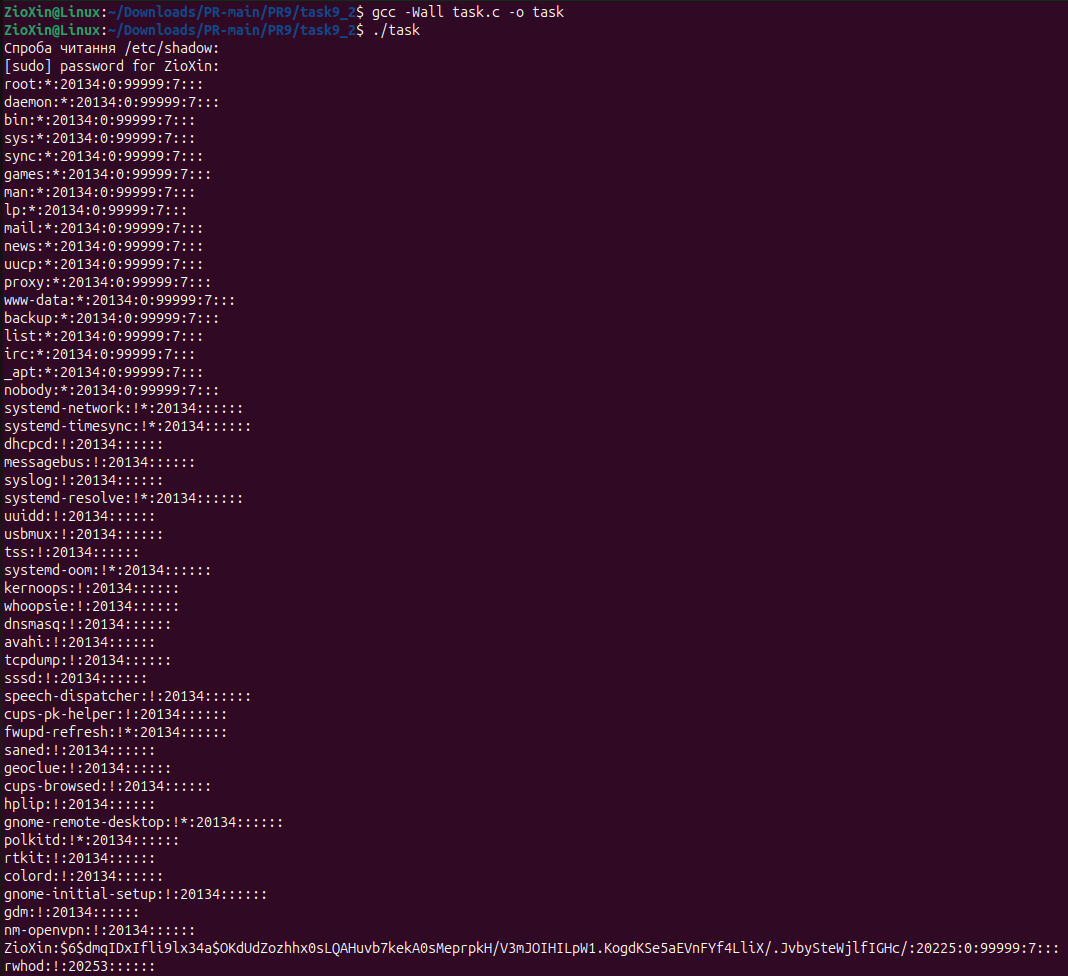 ZioXin@Linux:~/Downloads/PR-main/PR9/task9_2$ gcc -Wall task.c -o task
ZioXin@Linux:~/Downloads/PR-main/PR9/task9_2$ ./task
Спроба читання /etc/shadow:
[sudo] password for ZioXin:
root:*:20134:0:99999:7:::
daemon:*:20134:0:99999:7:::
bin:*:20134:0:99999:7:::
sys:*:20134:0:99999:7:::
sync:*:20134:0:99999:7:::
games:*:20134:0:99999:7:::
man:*:20134:0:99999:7:::
lp:*:20134:0:99999:7:::
mail:*:20134:0:99999:7:::
news:*:20134:0:99999:7:::
uucp:*:20134:0:99999:7:::
proxy:*:20134:0:99999:7:::
www-data:*:20134:0:99999:7:::
backup:*:20134:0:99999:7:::
list:*:20134:0:99999:7:::
irc:*:20134:0:99999:7:::
_apt:*:20134:0:99999:7:::
nobody:*:20134:0:99999:7:::
systemd-network:!*:20134::::::
systemd-timesync:!*:20134::::::
dhcpcd:!:20134::::::
messagebus:!:20134::::::
syslog:!:20134::::::
systemd-resolve:!*:20134::::::
uuidd:!:20134::::::
usbmux:!:20134::::::
tss:!:20134::::::
systemd-oom:!*:20134::::::
kernoops:!:20134::::::
whoopsie:!:20134::::::
dnsmasq:!:20134::::::
avahi:!:20134::::::
tcpdump:!:20134::::::
sssd:!:20134::::::
speech-dispatcher:!:20134::::::
cups-pk-helper:!:20134::::::
fwupd-refresh:!*:20134::::::
saned:!:20134::::::
geoclue:!:20134::::::
cups-browsed:!:20134::::::
hplip:!:20134::::::
gnome-remote-desktop:!*:20134::::::
polkitd:!*:20134::::::
rtkit:!:20134::::::
colord:!:20134::::::
gnome-initial-setup:!:20134::::::
gdm:!:20134::::::
nm-openvpn:!:20134::::::
ZioXin:$6$dmqIDxIfli9lx34a$OKdUdZozhhx0sLQAHuvb7kekA0sMeprpkH/V3mJOIHILpW1.KogdKSe5aEVnFYf4LliX/.JvbySteWjlfIGHc/:20225:0:99999:7:::
rwhod:!:20253::::::